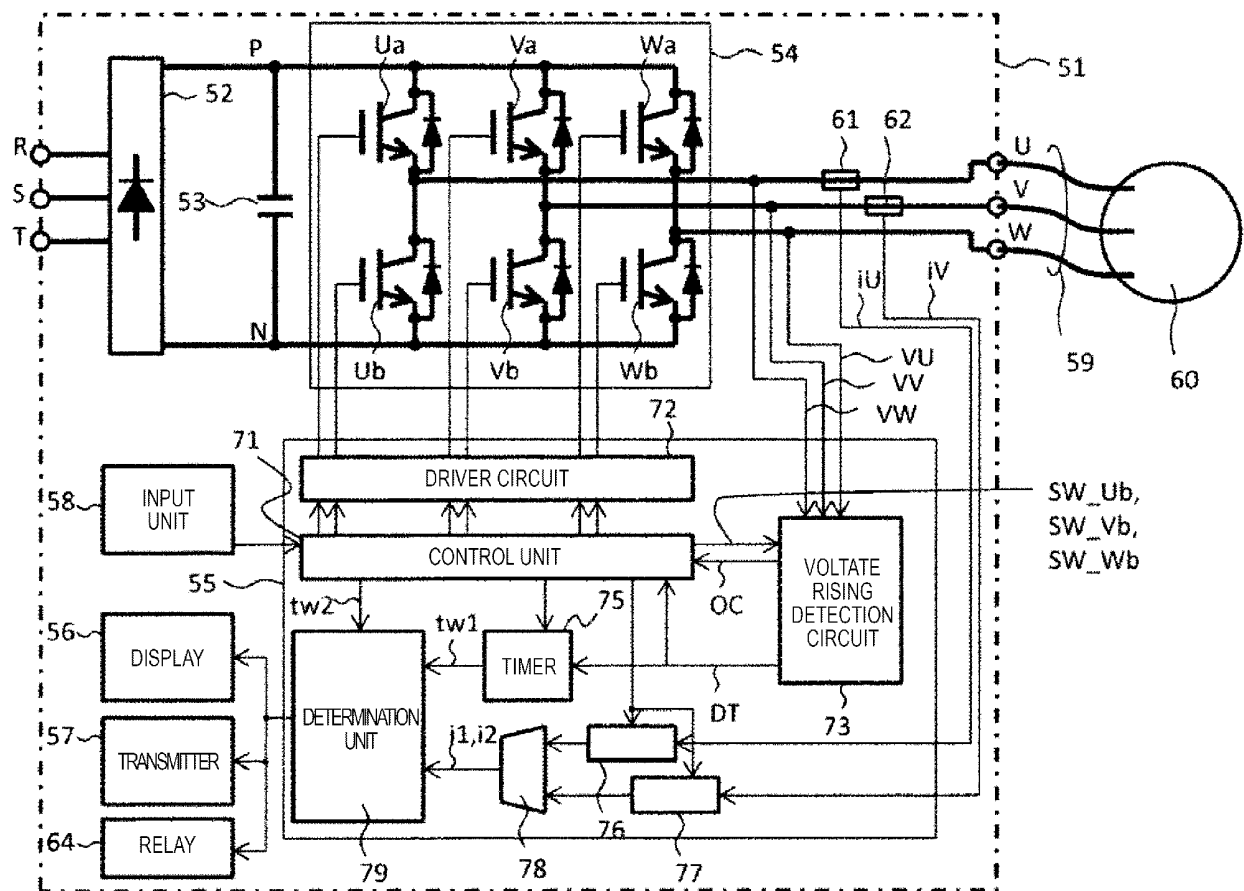 Ua
Va
Wa
54
P
52
51
R
S
T
53
61
62
U
V
W
iU
iV
N
Ub
Vb
Wb
VU
VV
VW
59
60
71
72
DRIVER CIRCUIT
58
INPUT
UNIT
CONTROL UNIT
SW_Ub,
SW_Vb,
SW_Wb
55
OC
VOLTATE
RISING
DETECTION
CIRCUIT
tw2
75
56
DISPLAY
tw1
TIMER
DT
73
DETERMINATION
UNIT
57
TRANSMITTER
i1,i2
64
RELAY
79
78
76
77